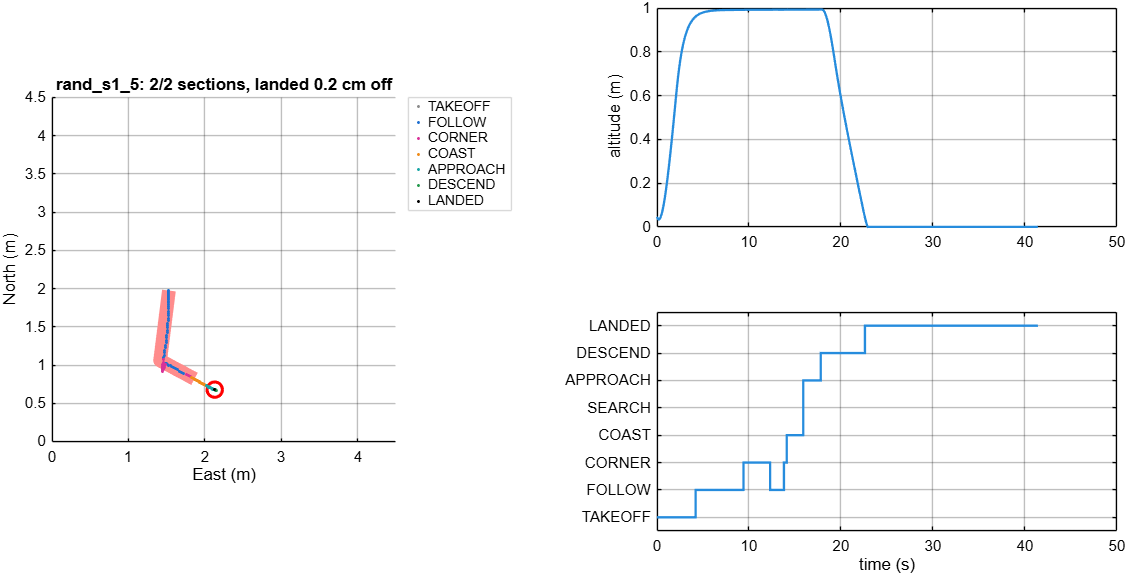 rand_s1_5: 2/2 sections, landed 0.2 cm off
4.5
4
3.5
3
2.5
2
1.5
1
0.5
0
North (m)
0 1 2 3 4
East (m)
TAKEOFF
FOLLOW
CORNER
COAST
APPROACH
DESCEND
LANDED
1
0.8
0.6
0.4
0.2
0
altitude (m)
0 10 20 30 40 50
LANDED
DESCEND
APPROACH
SEARCH
COAST
CORNER
FOLLOW
TAKEOFF
0 10 20 30 40 50
time (s)